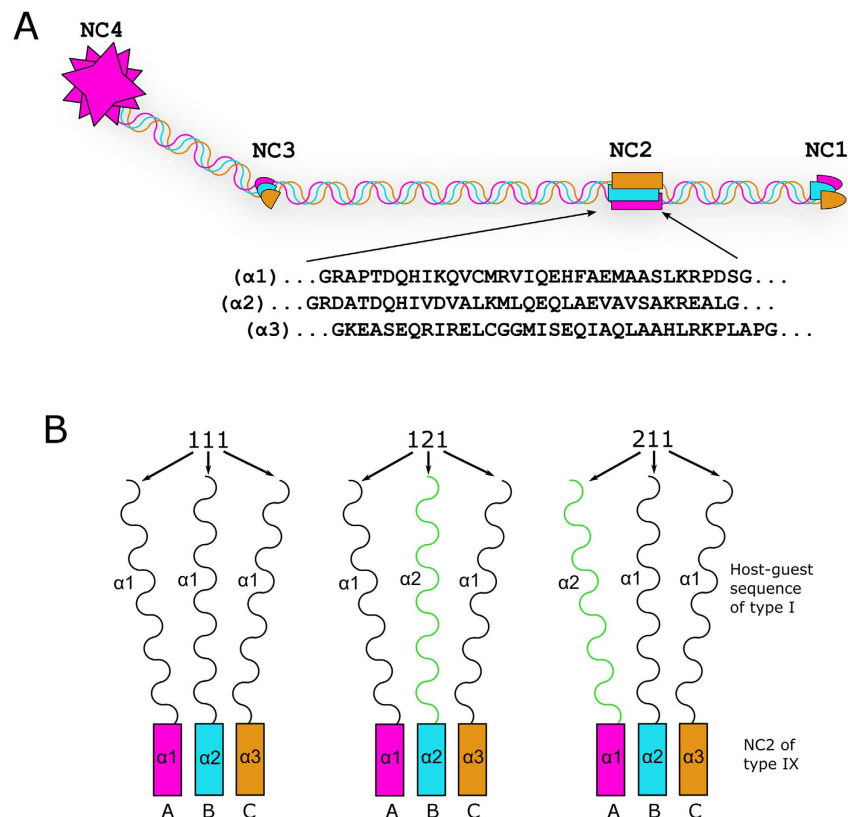 A
NC4
NC3
NC2
NC1
(α1) ...GRAPTDQHIKQVCMRVIQEHFAEMAASLKRPDSG...
(α2) ...GRDATDQHIVDVALKMLQEQLAEVAVSAKREALG...
(α3) ...GKEASEQRIRELCGGMISEQIAQLAAHLRKPLAPG...
B
111 121 211
α1 α1 α1 α1 α2 α1 α2 α1 α1
Host-guest
sequence
of type I
α1 α2 α3 α1 α2 α3 α1 α2 α3
NC2 of
type IX
A B C A B C A B C